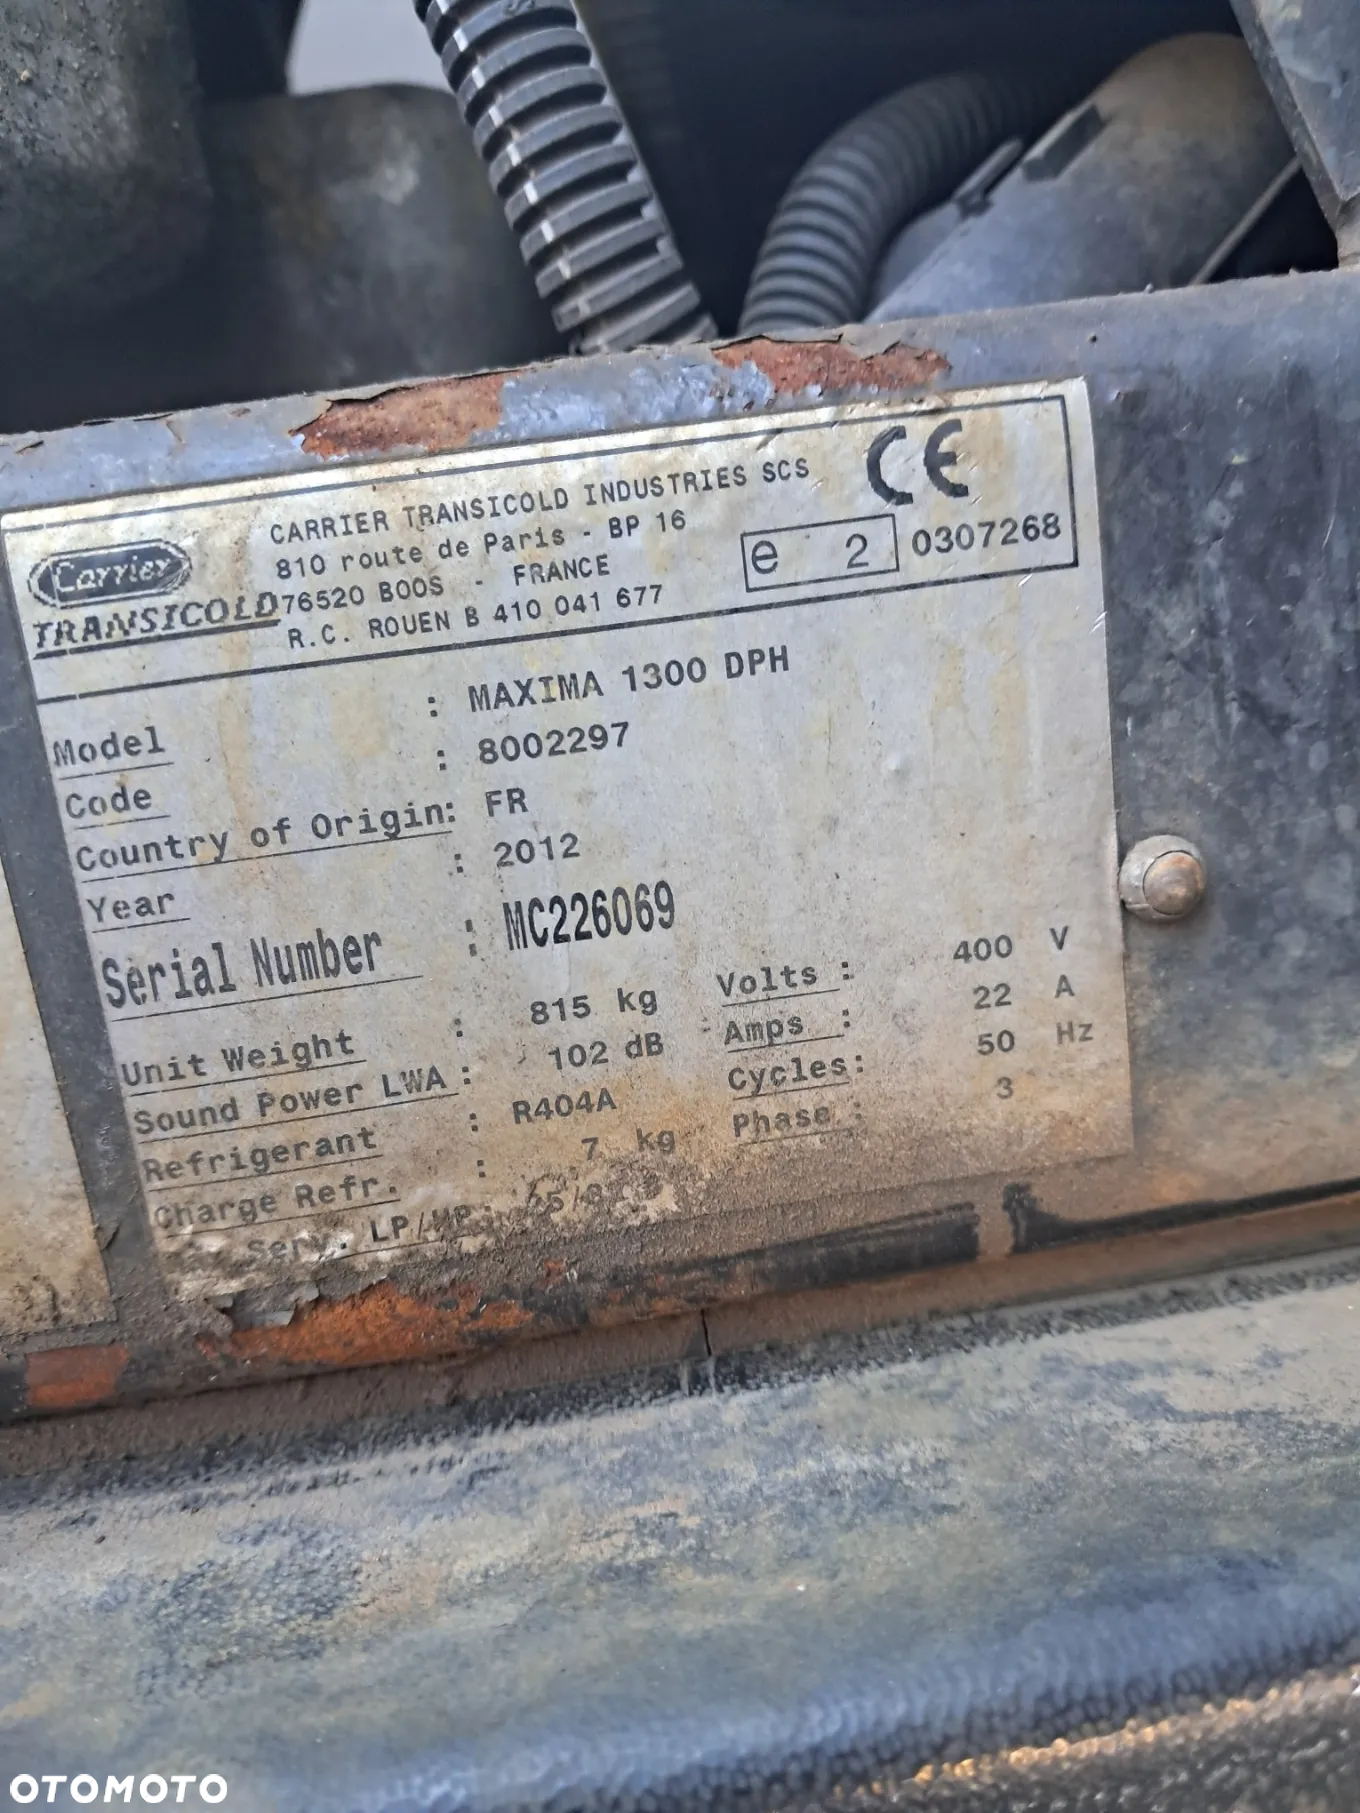 CARRIER TRANSICOLD INDUSTRIES SCS
810 route de Paris - BP 16
76520 BOOS - FRANCE
R.C. ROUEN B 410 041 677
Carrier
TRANSICOLD
CE
e 2 0307268
Model : MAXIMA 1300 DPH
Code : 8002297
Country of Origin: FR
Year : 2012
Serial Number : MC226069
Unit Weight : 815 kg
Sound Power LWA : 102 dB
Refrigerant : R404A
Charge Refr. : 7 kg
Serv. LP/HP:
Volts : 400 V
Amps : 22 A
Cycles: 50 Hz
Phase : 3
OTOMOTO